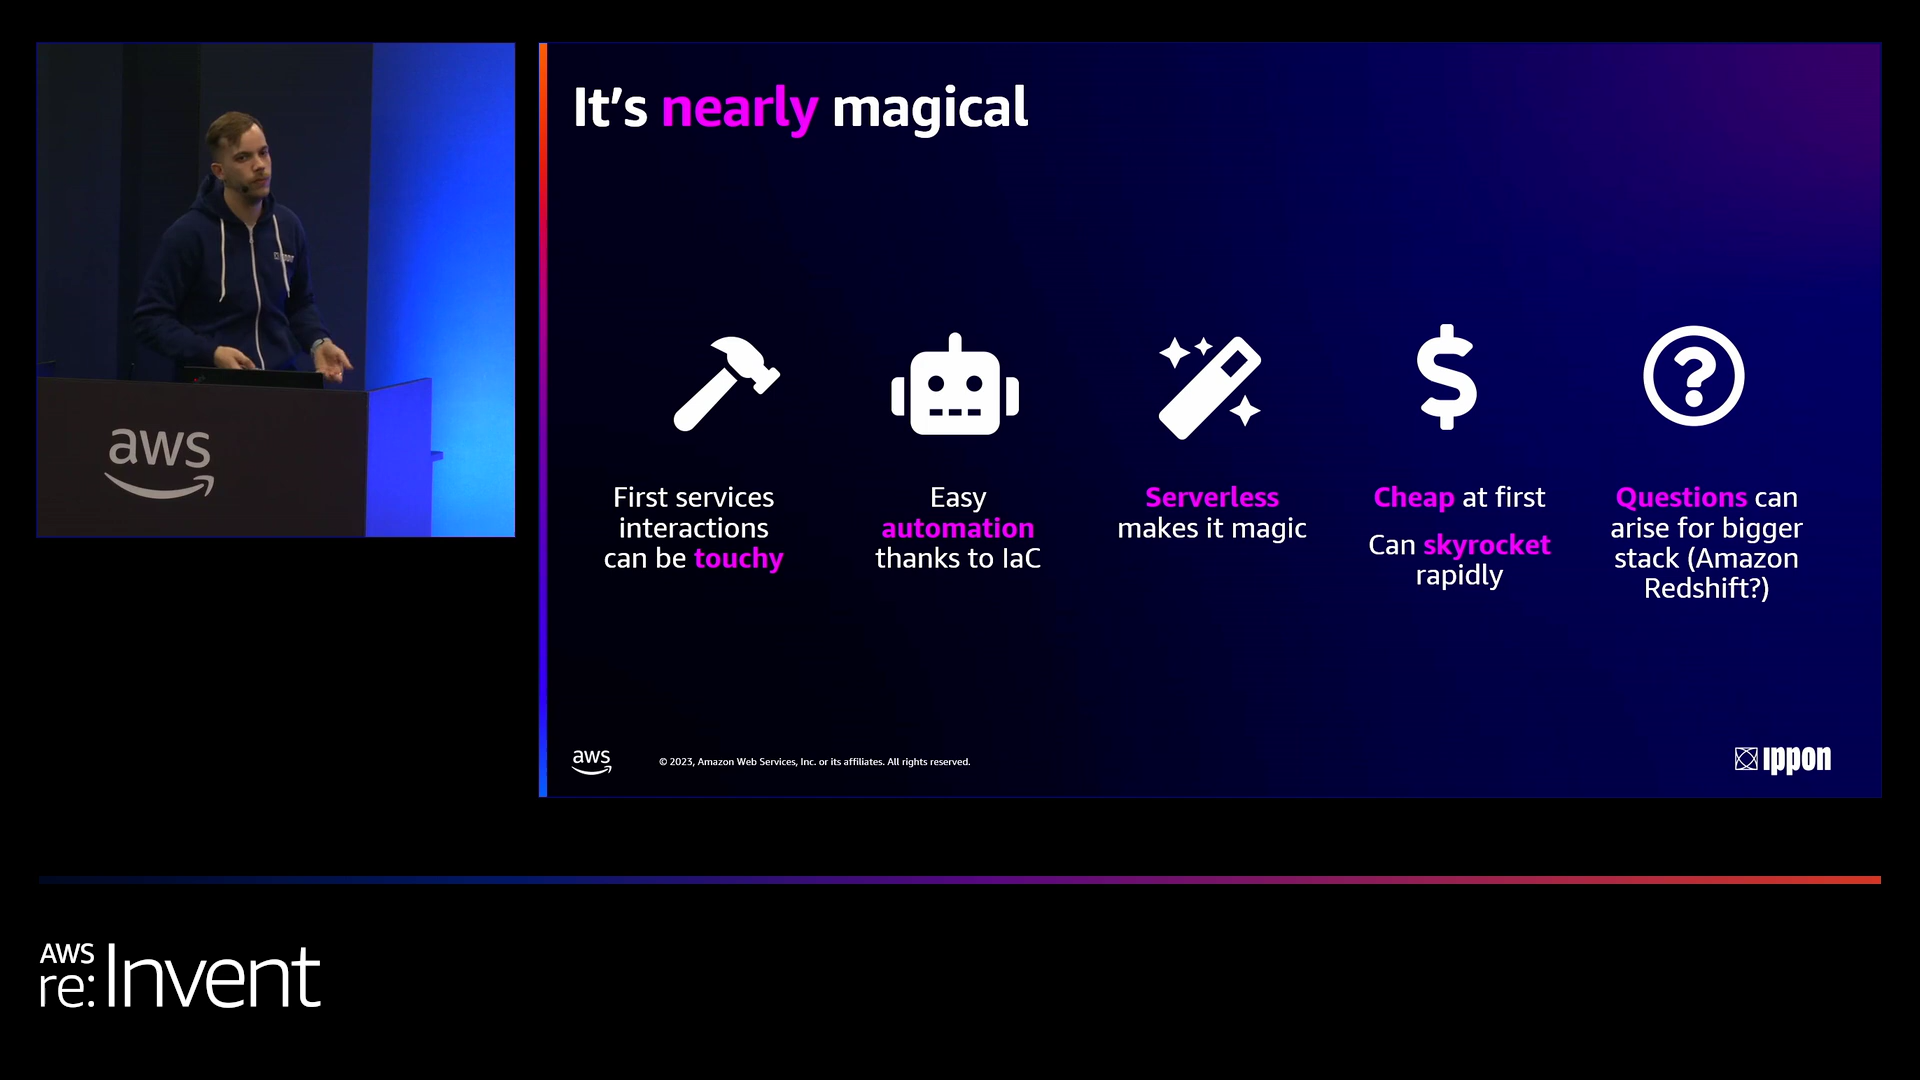 aws
It’s nearly magical
First services
interactions
can be touchy
Easy
automation
thanks to IaC
Serverless
makes it magic
Cheap at first
Can skyrocket
rapidly
Questions can
arise for bigger
stack (Amazon
Redshift?)
aws
© 2023, Amazon Web Services, Inc. or its affiliates. All rights reserved.
ippon
AWS
re:Invent